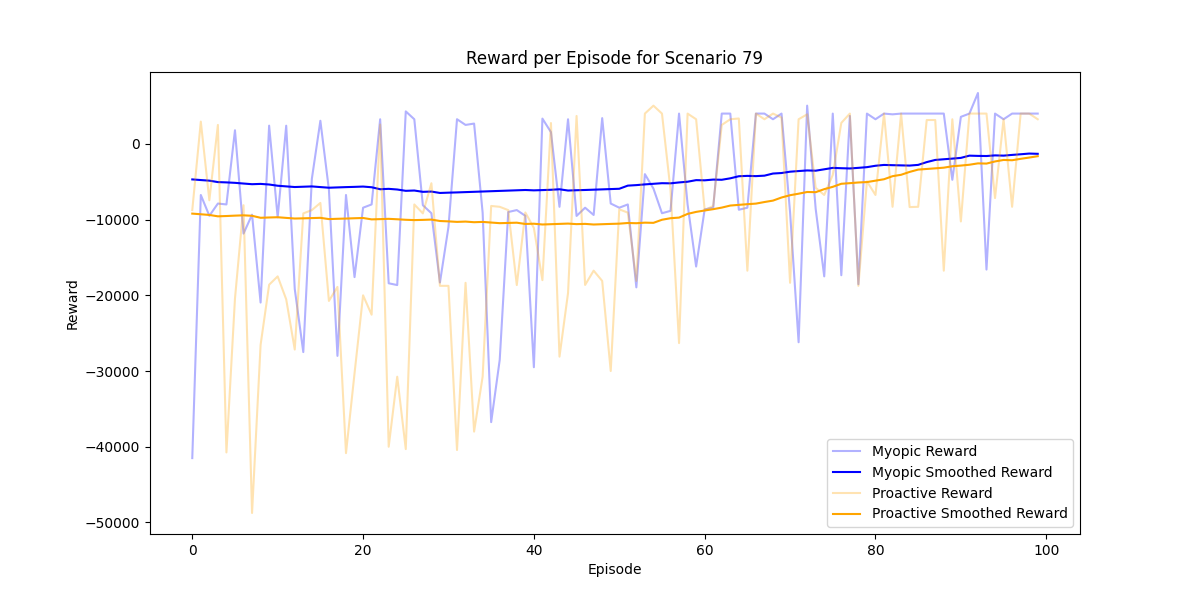 Reward per Episode for Scenario 79
Reward
0
−10000
−20000
−30000
−40000
−50000
0 20 40 60 80 100
Episode
Myopic Reward
Myopic Smoothed Reward
Proactive Reward
Proactive Smoothed Reward